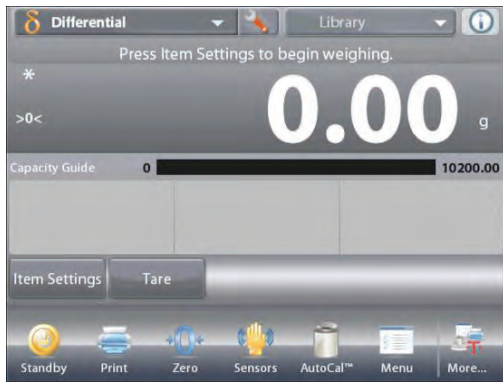 δ Differential Library i
Press Item Settings to begin weighing.
*
0.00 g
>0<
Capacity Guide 0 10200.00
Item Settings Tare
Standby Print Zero Sensors AutoCal™ Menu More...